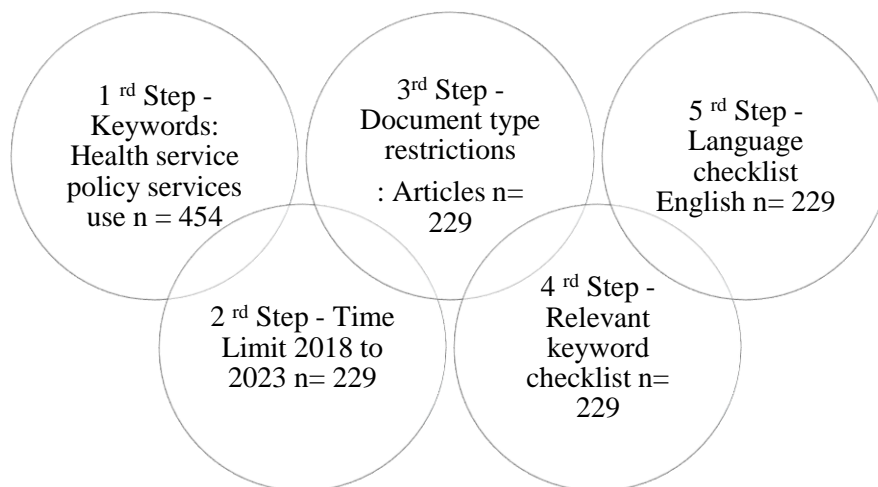 1 rd Step -
Keywords:
Health service
policy services
use n = 454
2 rd Step - Time
Limit 2018 to
2023 n= 229
3rd Step -
Document type
restrictions
: Articles n=
229
4 rd Step -
Relevant
keyword
checklist n=
229
5 rd Step -
Language
checklist
English n= 229